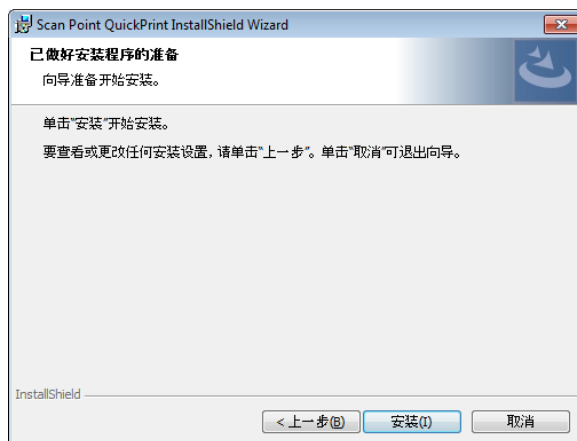 Scan Point QuickPrint InstallShield Wizard
已做好安装程序的准备
向导准备开始安装。
单击“安装”开始安装。
要查看或更改任何安装设置，请单击“上一步”。单击“取消”可退出向导。
InstallShield
< 上一步(B)
安装(I)
取消